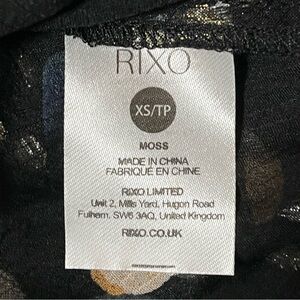 RIXO
XS/TP
MOSS
MADE IN CHINA
FABRIQUÉ EN CHINE
RIXO LIMITED
Unit 2, Mills Yard, Hugon Road
Fulham, SW6 3AQ, United Kingdom
RIXO.CO.UK